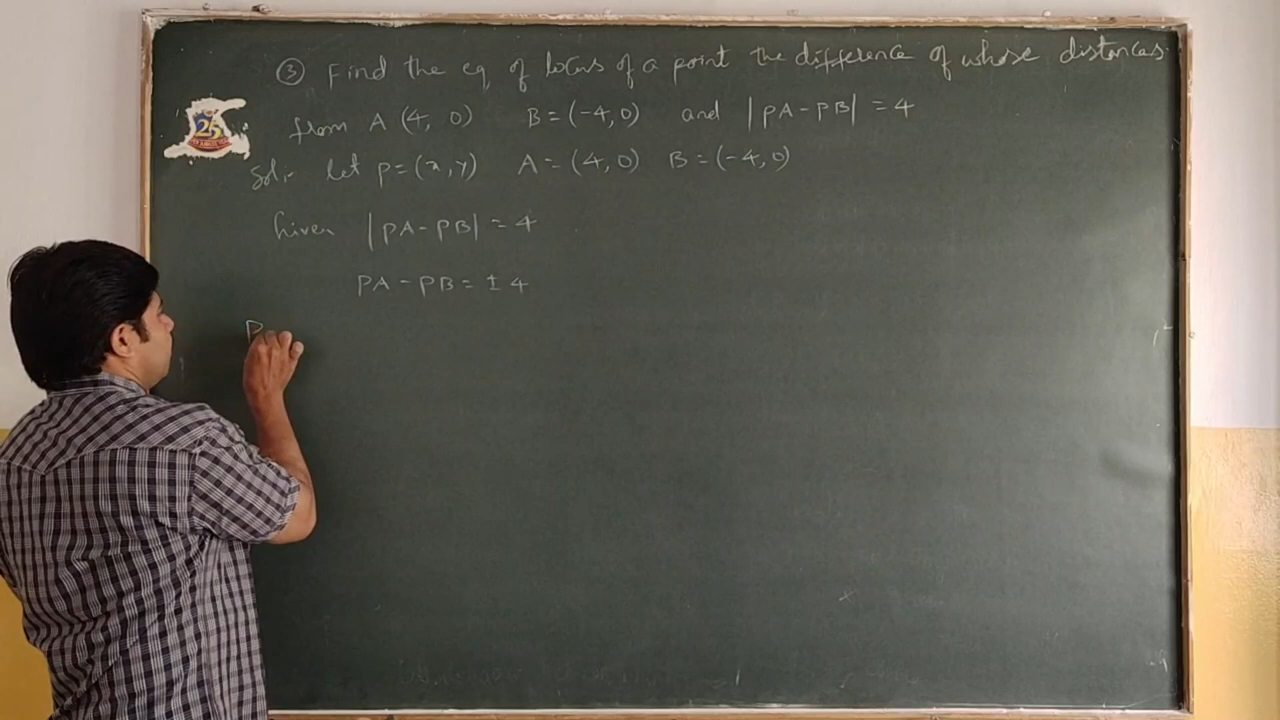 ③ Find the eq of locus of a point the difference of whose distances
from A (4, 0) B = (-4, 0) and |PA - PB| = 4
25
Sol:- let P = (x, y) A = (4, 0) B = (-4, 0)
Given |PA - PB| = 4
PA - PB = ± 4
P